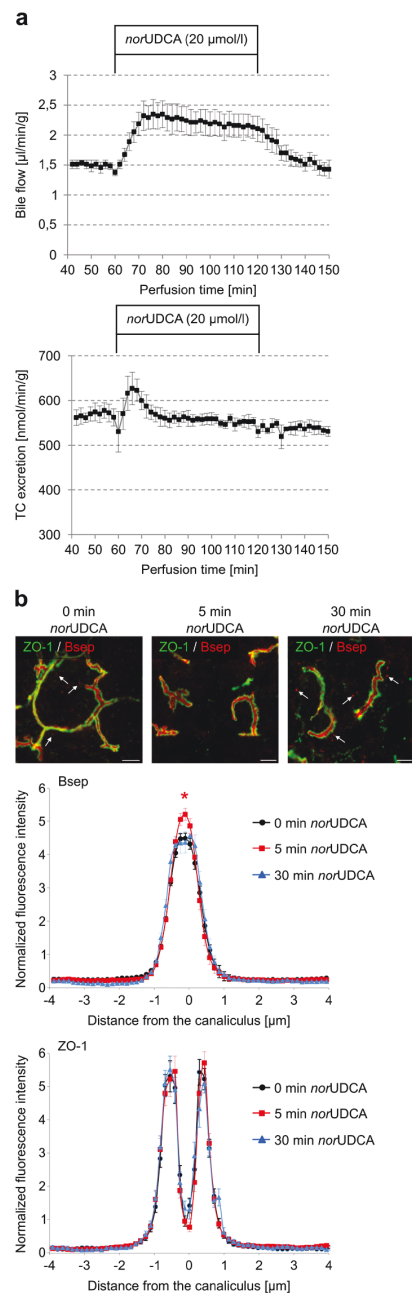 a
norUDCA (20 µmol/l)
Bile flow [µl/min/g]
3
2,5
2
1,5
1
0,5
0
40 50 60 70 80 90 100 110 120 130 140 150
Perfusion time [min]
norUDCA (20 µmol/l)
TC excretion [nmol/min/g]
700
600
500
400
300
40 50 60 70 80 90 100 110 120 130 140 150
Perfusion time [min]
b
0 min norUDCA
5 min norUDCA
30 min norUDCA
ZO-1 / Bsep
ZO-1 / Bsep
ZO-1 / Bsep
Bsep
Normalized fluorescence intensity
6
5
4
3
2
1
0
*
0 min norUDCA
5 min norUDCA
30 min norUDCA
-4 -3 -2 -1 0 1 2 3 4
Distance from the canaliculus [µm]
ZO-1
Normalized fluorescence intensity
6
5
4
3
2
1
0
0 min norUDCA
5 min norUDCA
30 min norUDCA
-4 -3 -2 -1 0 1 2 3 4
Distance from the canaliculus [µm]